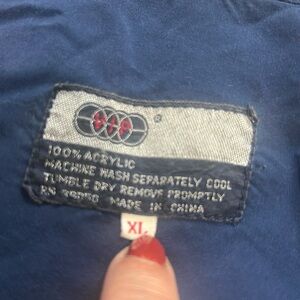 ®
100% ACRYLIC
MACHINE WASH SEPARATELY COOL
TUMBLE DRY REMOVE PROMPTLY
RN MADE IN CHINA
XL